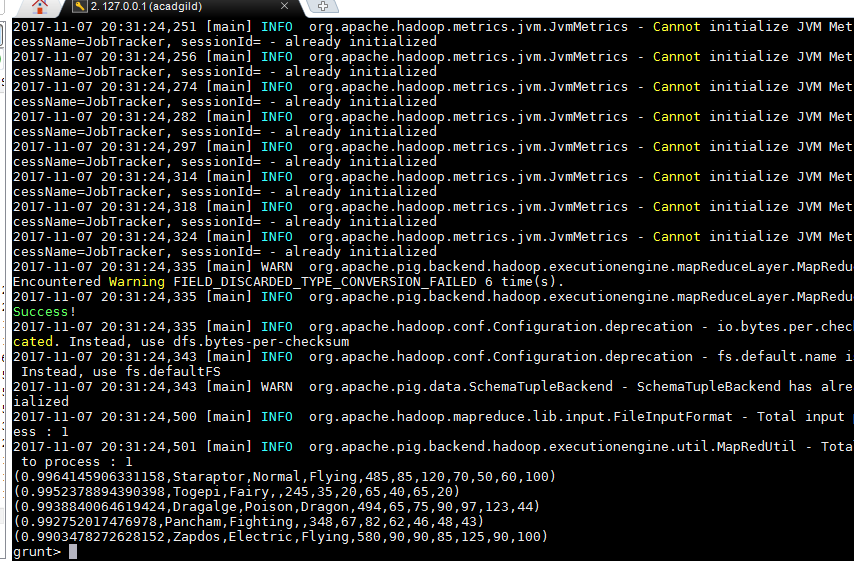 2. 127.0.0.1 (acadgild)
2017-11-07 20:31:24,251 [main] INFO  org.apache.hadoop.metrics.jvm.JvmMetrics - Cannot initialize JVM Met
cessName=JobTracker, sessionId= - already initialized
2017-11-07 20:31:24,256 [main] INFO  org.apache.hadoop.metrics.jvm.JvmMetrics - Cannot initialize JVM Met
cessName=JobTracker, sessionId= - already initialized
2017-11-07 20:31:24,274 [main] INFO  org.apache.hadoop.metrics.jvm.JvmMetrics - Cannot initialize JVM Met
cessName=JobTracker, sessionId= - already initialized
2017-11-07 20:31:24,282 [main] INFO  org.apache.hadoop.metrics.jvm.JvmMetrics - Cannot initialize JVM Met
cessName=JobTracker, sessionId= - already initialized
2017-11-07 20:31:24,297 [main] INFO  org.apache.hadoop.metrics.jvm.JvmMetrics - Cannot initialize JVM Met
cessName=JobTracker, sessionId= - already initialized
2017-11-07 20:31:24,314 [main] INFO  org.apache.hadoop.metrics.jvm.JvmMetrics - Cannot initialize JVM Met
cessName=JobTracker, sessionId= - already initialized
2017-11-07 20:31:24,318 [main] INFO  org.apache.hadoop.metrics.jvm.JvmMetrics - Cannot initialize JVM Met
cessName=JobTracker, sessionId= - already initialized
2017-11-07 20:31:24,324 [main] INFO  org.apache.hadoop.metrics.jvm.JvmMetrics - Cannot initialize JVM Met
cessName=JobTracker, sessionId= - already initialized
2017-11-07 20:31:24,335 [main] WARN  org.apache.pig.backend.hadoop.executionengine.mapReduceLayer.MapRedu
Encountered Warning FIELD_DISCARDED_TYPE_CONVERSION_FAILED 6 time(s).
2017-11-07 20:31:24,335 [main] INFO  org.apache.pig.backend.hadoop.executionengine.mapReduceLayer.MapRedu
Success!
2017-11-07 20:31:24,335 [main] INFO  org.apache.hadoop.conf.Configuration.deprecation - io.bytes.per.chec
cated. Instead, use dfs.bytes-per-checksum
2017-11-07 20:31:24,343 [main] INFO  org.apache.hadoop.conf.Configuration.deprecation - fs.default.name i
 Instead, use fs.defaultFS
2017-11-07 20:31:24,343 [main] WARN  org.apache.pig.data.SchemaTupleBackend - SchemaTupleBackend has alre
ialized
2017-11-07 20:31:24,500 [main] INFO  org.apache.hadoop.mapreduce.lib.input.FileInputFormat - Total input p
ess : 1
2017-11-07 20:31:24,501 [main] INFO  org.apache.pig.backend.hadoop.executionengine.util.MapRedUtil - Tota
 to process : 1
(0.9964145906331158,Staraptor,Normal,Flying,485,85,120,70,50,60,100)
(0.9952378894390398,Togepi,Fairy,,245,35,20,65,40,65,20)
(0.9938840064619424,Dragalge,Poison,Dragon,494,65,75,90,97,123,44)
(0.992752017476978,Pancham,Fighting,,348,67,82,62,46,48,43)
(0.9903478272628152,Zapdos,Electric,Flying,580,90,90,85,125,90,100)
grunt>